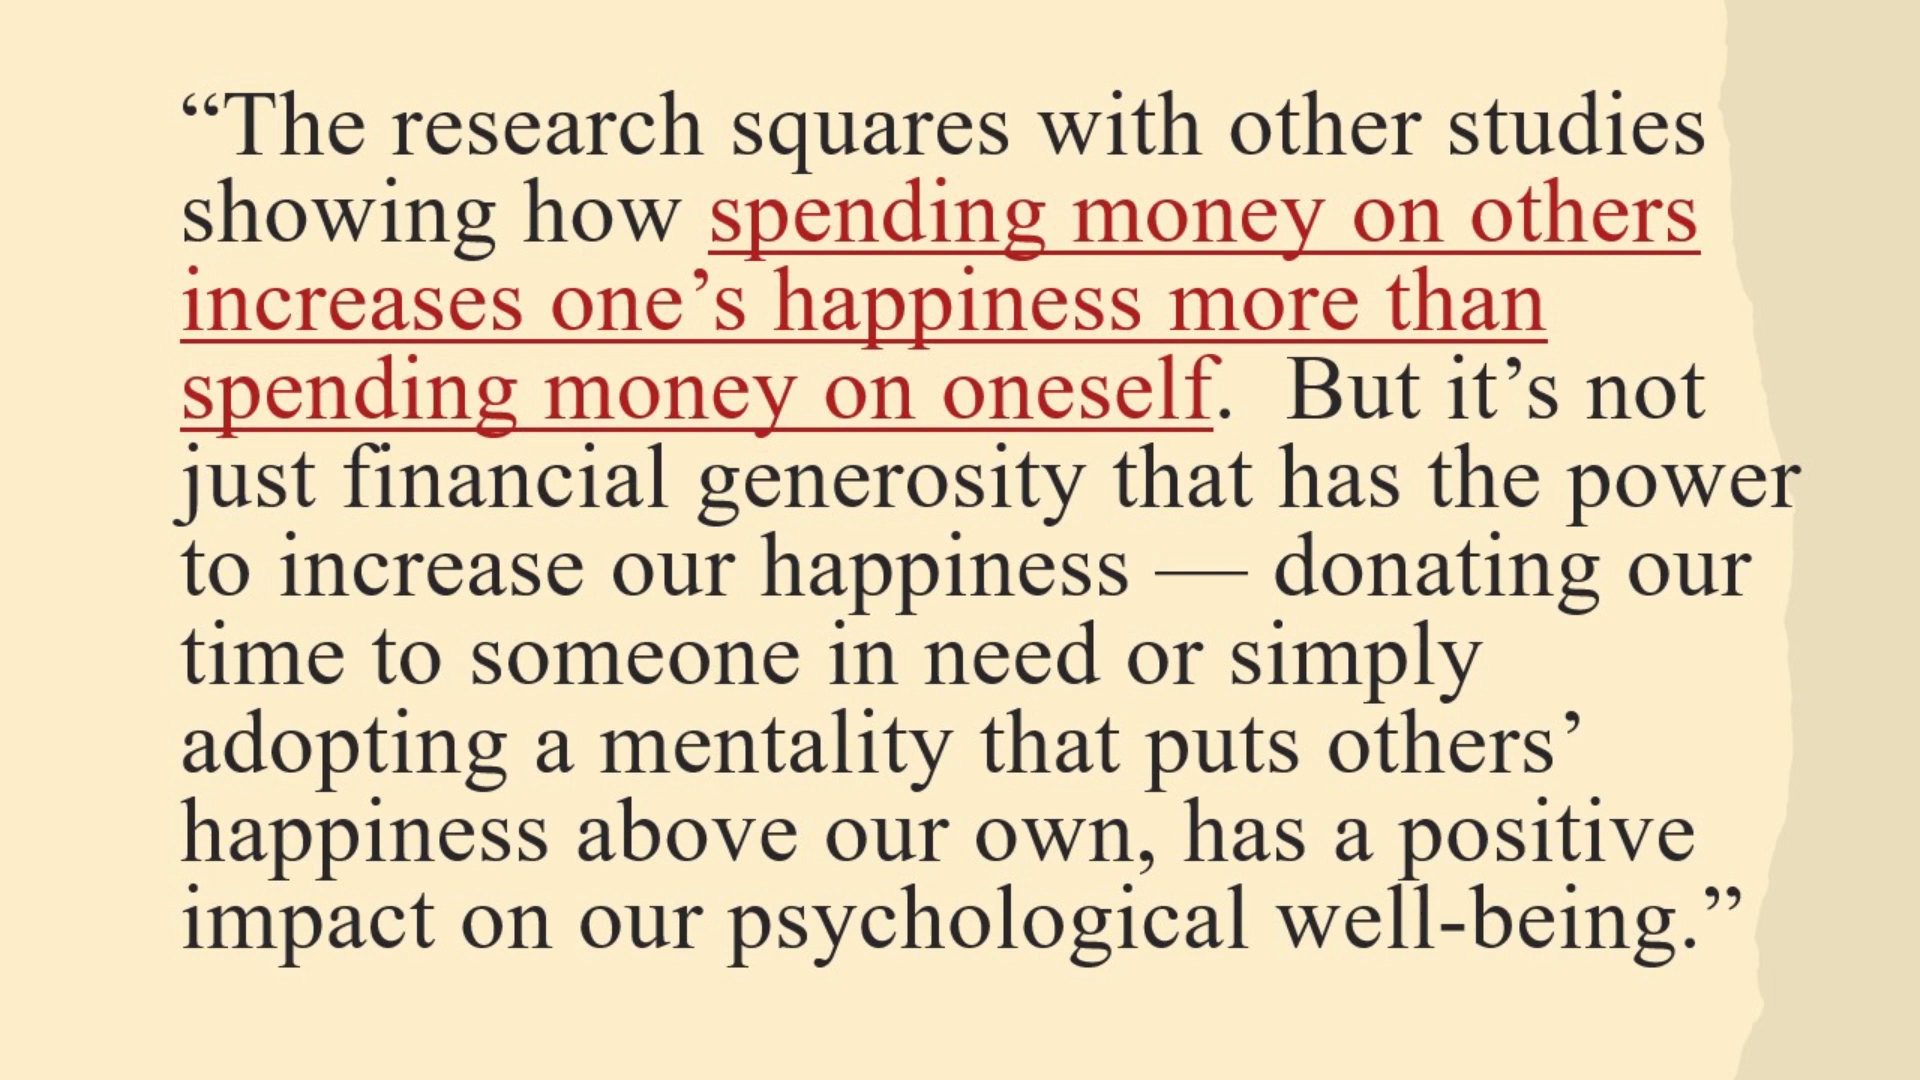 “The research squares with other studies
showing how spending money on others
increases one’s happiness more than
spending money on oneself.  But it’s not
just financial generosity that has the power
to increase our happiness — donating our
time to someone in need or simply
adopting a mentality that puts others’
happiness above our own, has a positive
impact on our psychological well-being.”